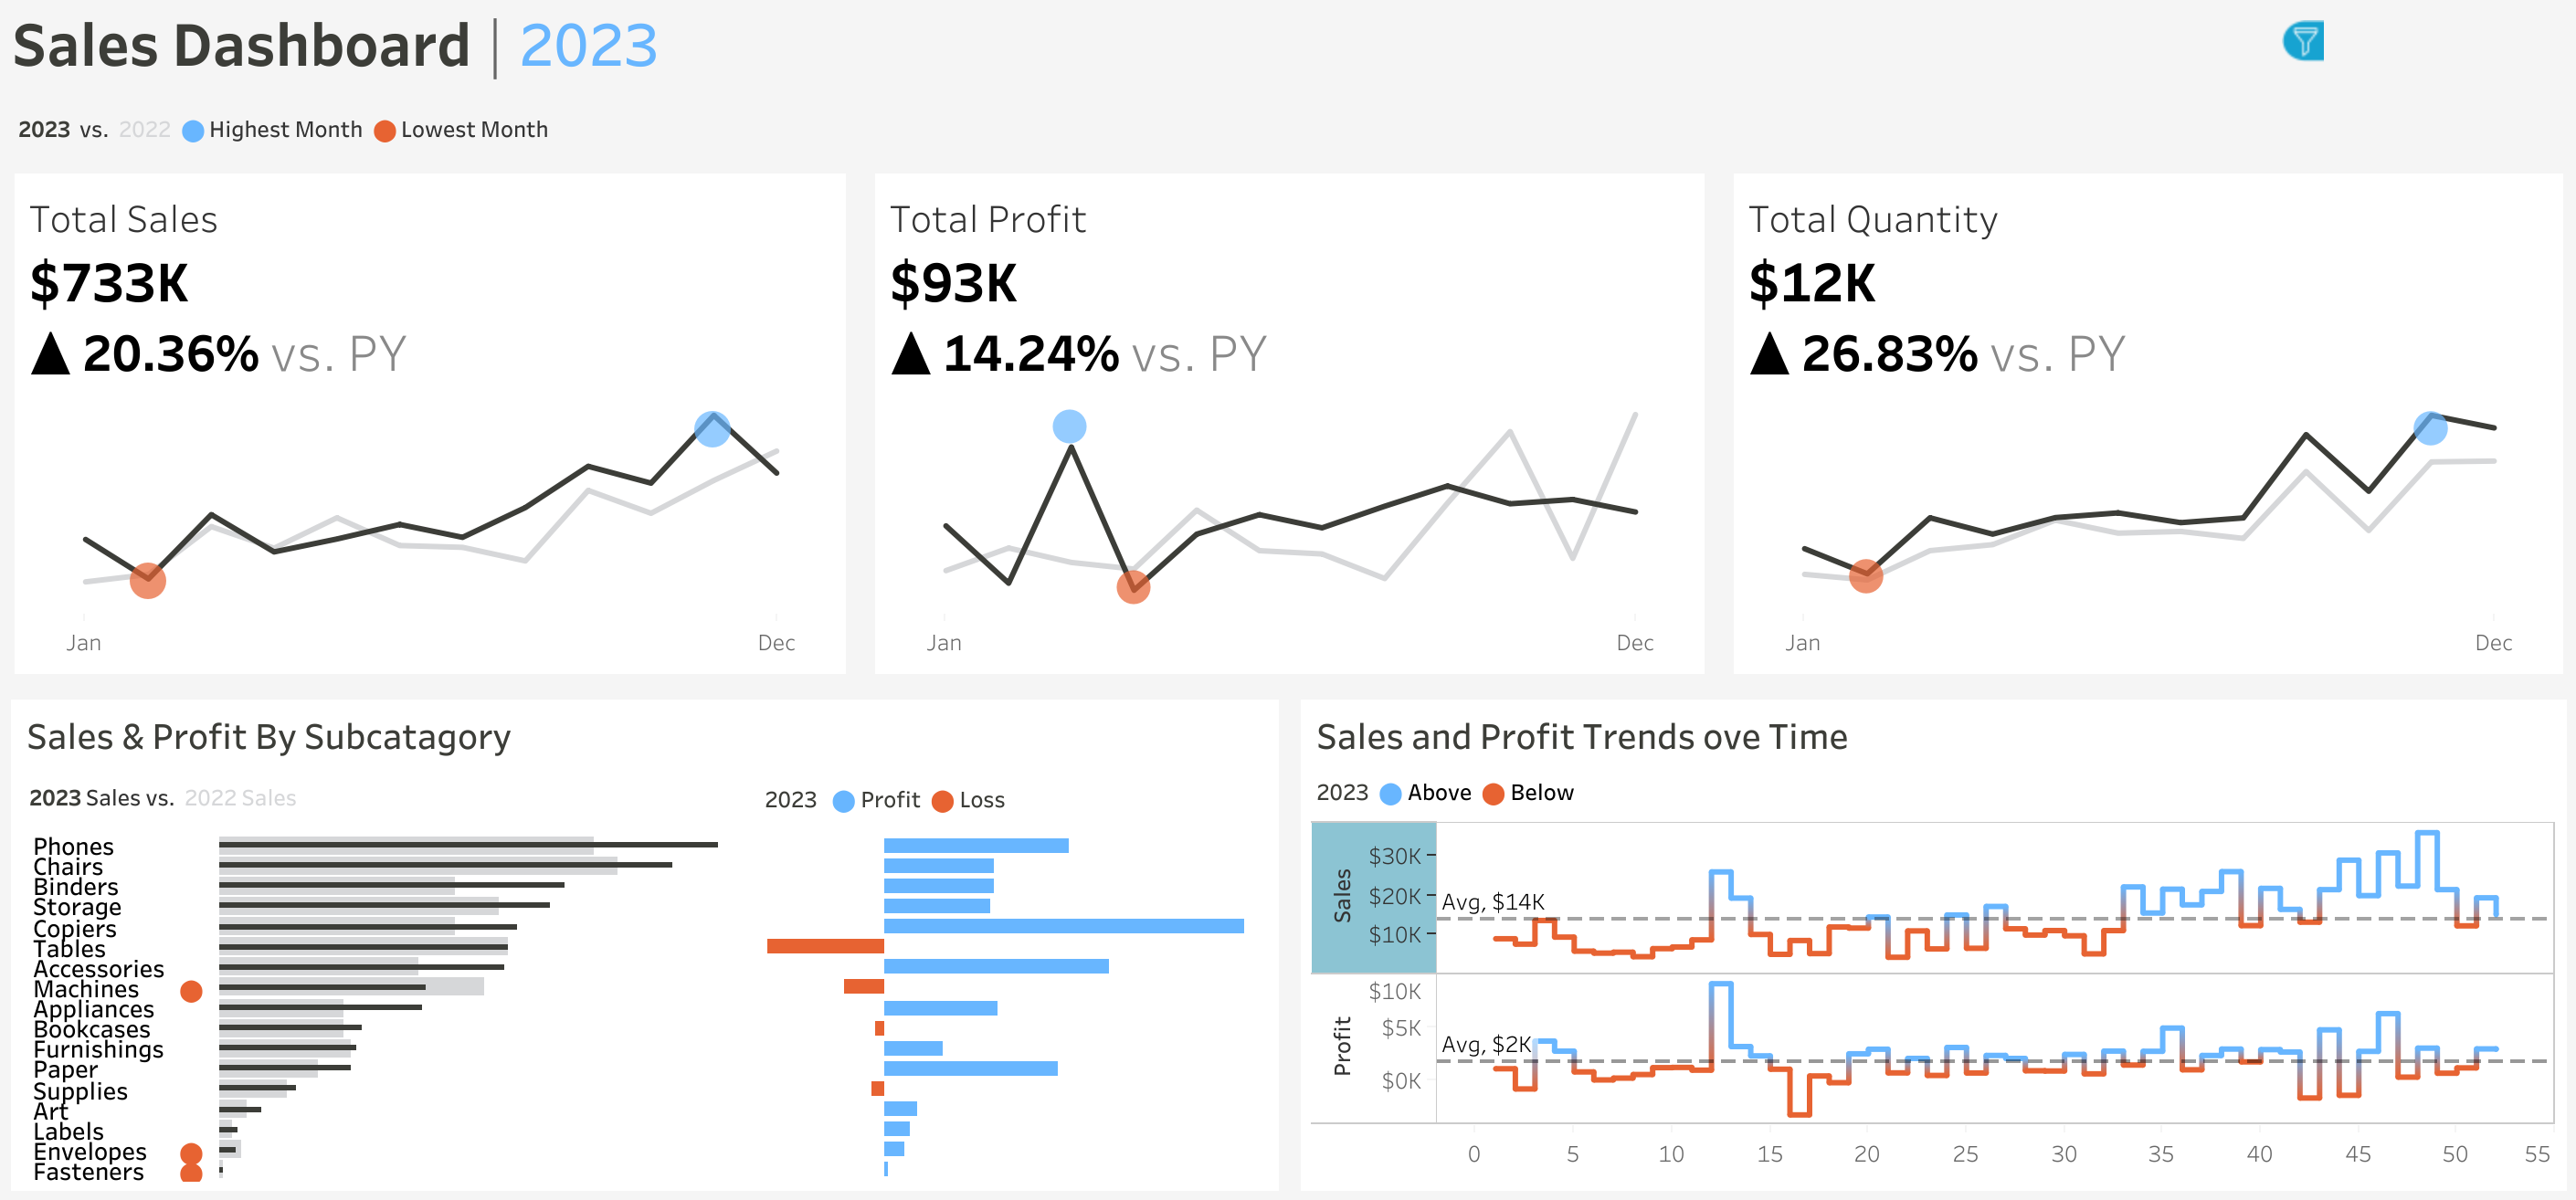 Sales Dashboard | 2023
2023 vs. 2022 Highest Month Lowest Month
Total Sales
$733K
▲ 20.36% vs. PY
Jan Dec
Total Profit
$93K
▲ 14.24% vs. PY
Jan Dec
Total Quantity
$12K
▲ 26.83% vs. PY
Jan Dec
Sales & Profit By Subcatagory
2023 Sales vs. 2022 Sales
2023 Profit Loss
Phones
Chairs
Binders
Storage
Copiers
Tables
Accessories
Machines
Appliances
Bookcases
Furnishings
Paper
Supplies
Art
Labels
Envelopes
Fasteners
Sales and Profit Trends ove Time
2023 Above Below
Sales
$30K
$20K
$10K
Avg, $14K
Profit
$10K
$5K
$0K
Avg, $2K
0 5 10 15 20 25 30 35 40 45 50 55